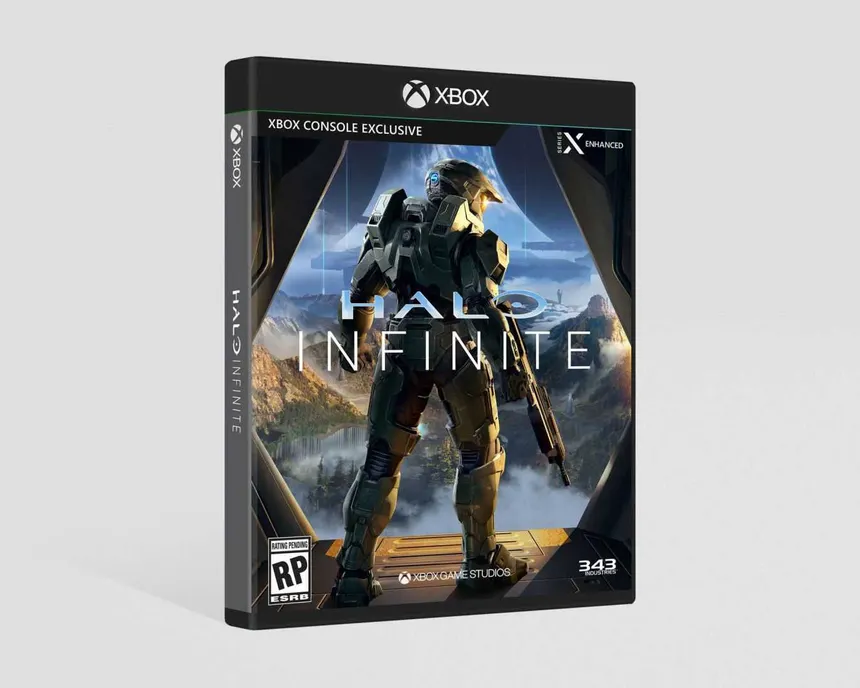 XBOX
XBOX CONSOLE EXCLUSIVE
SERIES X ENHANCED
XBOX
HALO
INFINITE
HALO INFINITE
RATING PENDING
RP
ESRB
XBOX GAME STUDIOS
343
INDUSTRIES